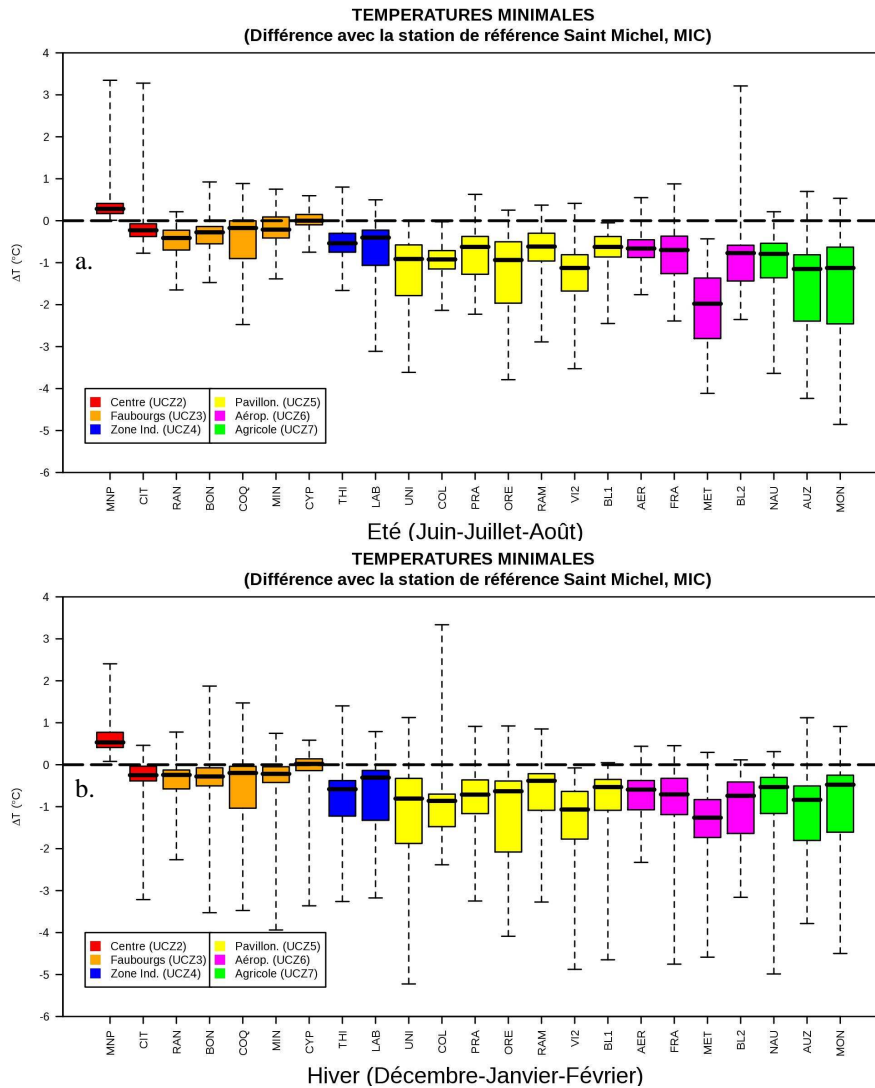 TEMPERATURES MINIMALES
(Différence avec la station de référence Saint Michel, MIC)
4
3
2
1
0
-1
-2
-3
-4
-5
-6
ΔT (°C)
a.
Centre (UCZ2)
Faubourgs (UCZ3)
Zone Ind. (UCZ4)
Pavillon. (UCZ5)
Aérop. (UCZ6)
Agricole (UCZ7)
MNP CIT RAN BON COQ MIN CYP THI LAB UNI COL PRA ORE RAM VI2 BL1 AER FRA MET BL2 NAU AUZ MON
Eté (Juin-Juillet-Août)
TEMPERATURES MINIMALES
(Différence avec la station de référence Saint Michel, MIC)
4
3
2
1
0
-1
-2
-3
-4
-5
-6
ΔT (°C)
b.
Centre (UCZ2)
Faubourgs (UCZ3)
Zone Ind. (UCZ4)
Pavillon. (UCZ5)
Aérop. (UCZ6)
Agricole (UCZ7)
MNP CIT RAN BON COQ MIN CYP THI LAB UNI COL PRA ORE RAM VI2 BL1 AER FRA MET BL2 NAU AUZ MON
Hiver (Décembre-Janvier-Février)